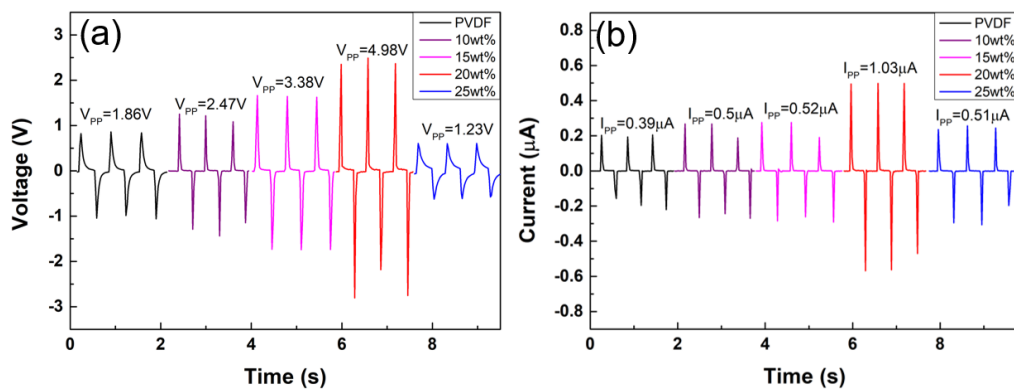 (a)
PVDF
10wt%
15wt%
20wt%
25wt%
V_PP=4.98V
V_PP=3.38V
V_PP=2.47V
V_PP=1.86V
V_PP=1.23V
3
2
1
0
-1
-2
-3
Voltage (V)
0 2 4 6 8
Time (s)
(b)
PVDF
10wt%
15wt%
20wt%
25wt%
I_PP=1.03μA
I_PP=0.52μA
I_PP=0.5μA
I_PP=0.39μA
I_PP=0.51μA
0.8
0.6
0.4
0.2
0.0
-0.2
-0.4
-0.6
-0.8
Current (μA)
0 2 4 6 8
Time (s)